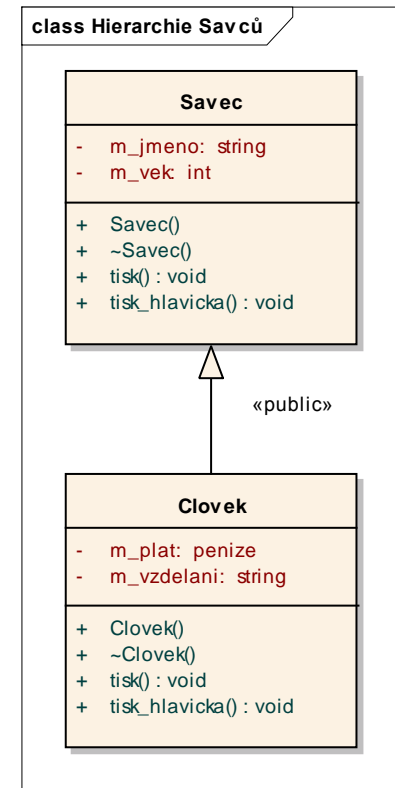 class Hierarchie Savců
Savec
- m_jmeno: string
- m_vek: int
+ Savec()
+ ~Savec()
+ tisk() : void
+ tisk_hlavicka() : void
«public»
Clovek
- m_plat: penize
- m_vzdelani: string
+ Clovek()
+ ~Clovek()
+ tisk() : void
+ tisk_hlavicka() : void